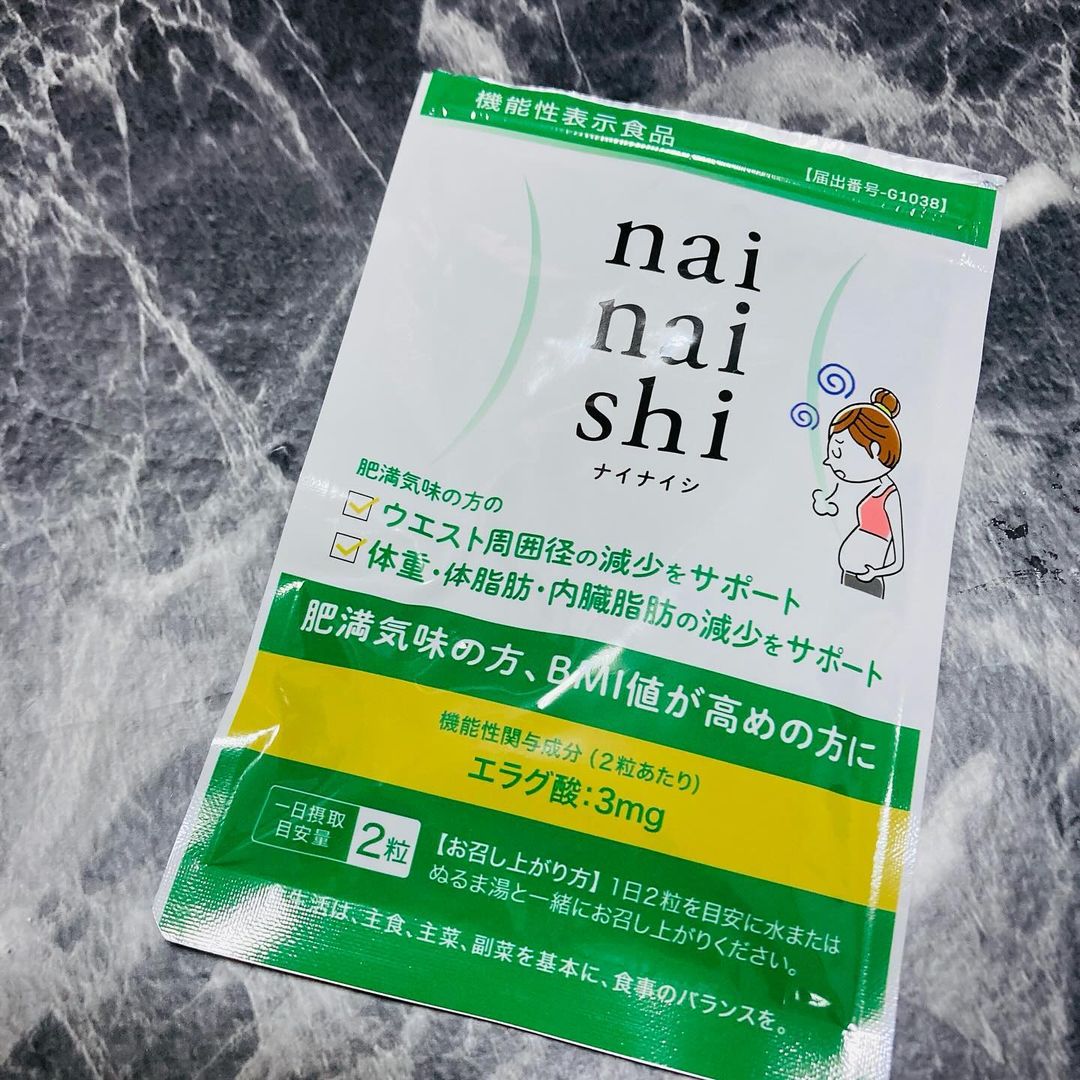 機能性表示食品
【届出番号-G1038】
nai
nai
shi
ナイナイシ
肥満気味の方の
ウエスト周囲径の減少をサポート
体重・体脂肪・内臓脂肪の減少をサポート
肥満気味の方、BMI値が高めの方に
機能性関与成分（2粒あたり）
エラグ酸:3mg
一日摂取
目安量
2粒
【お召し上がり方】1日2粒を目安に水または
ぬるま湯と一緒にお召し上がりください。
生活は、主食、主菜、副菜を基本に、食事のバランスを。